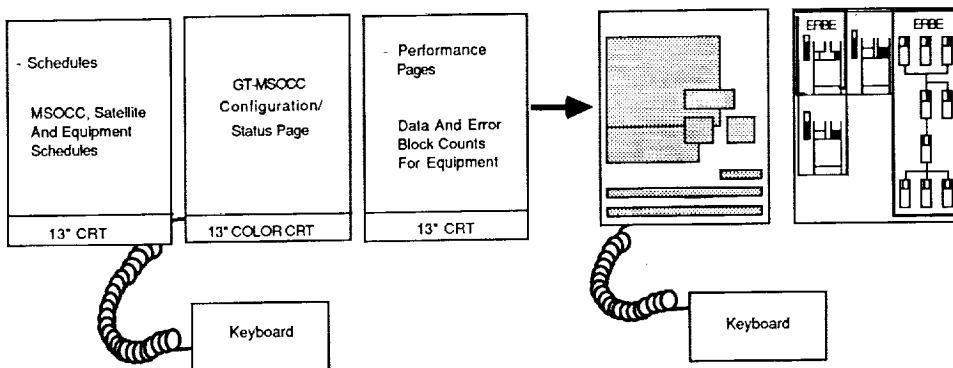 - Schedules
MSOCC, Satellite
And Equipment
Schedules
13" CRT
GT-MSOCC
Configuration/
Status Page
13" COLOR CRT
- Performance
Pages
Data And Error
Block Counts
For Equipment
13" CRT
ERBE
ERBE
Keyboard
Keyboard